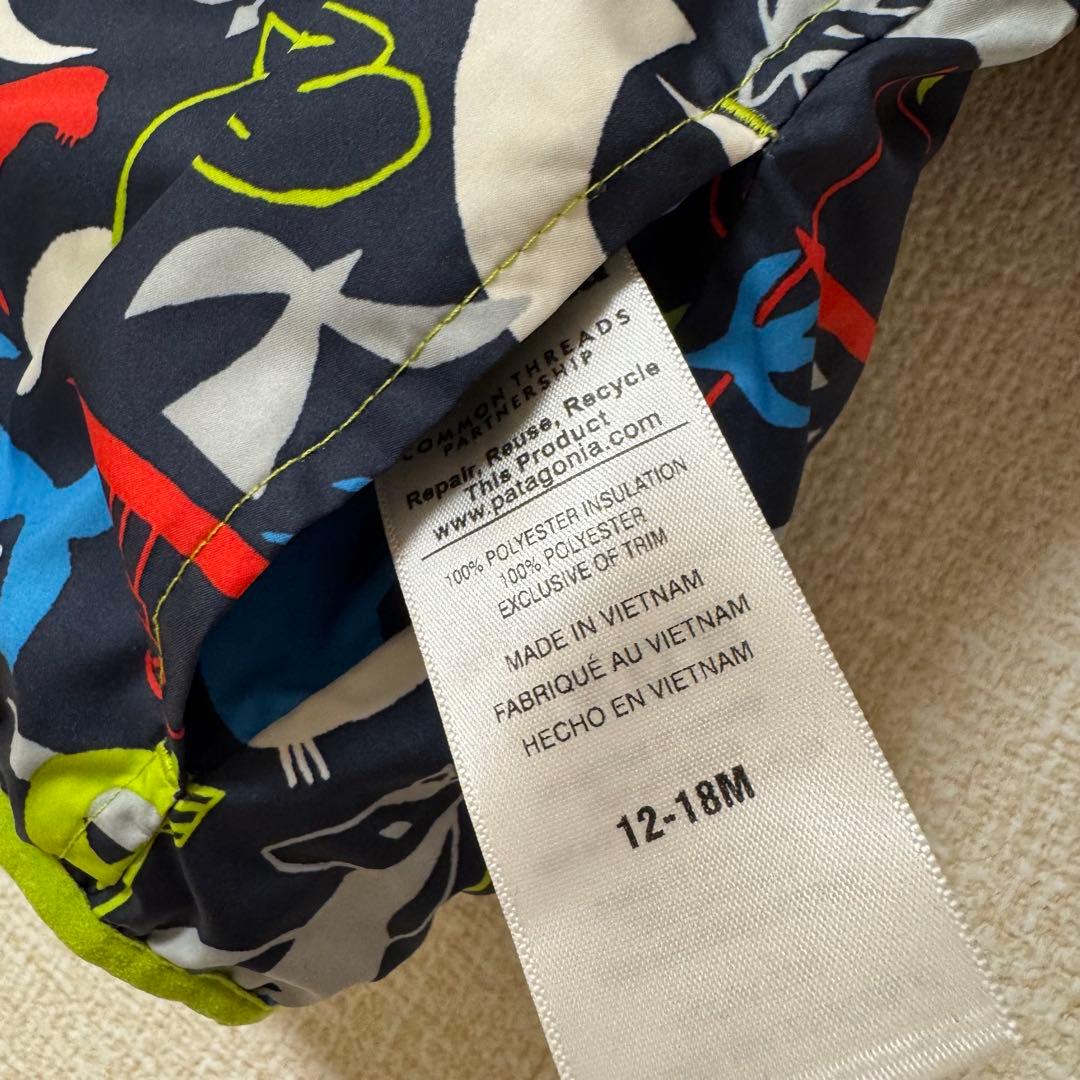 COMMON THREADS
PARTNERSHIP
Repair, Reuse, Recycle
This Product
www.patagonia.com
100% POLYESTER INSULATION
100% POLYESTER
EXCLUSIVE OF TRIM
MADE IN VIETNAM
FABRIQUÉ AU VIETNAM
HECHO EN VIETNAM
12-18M